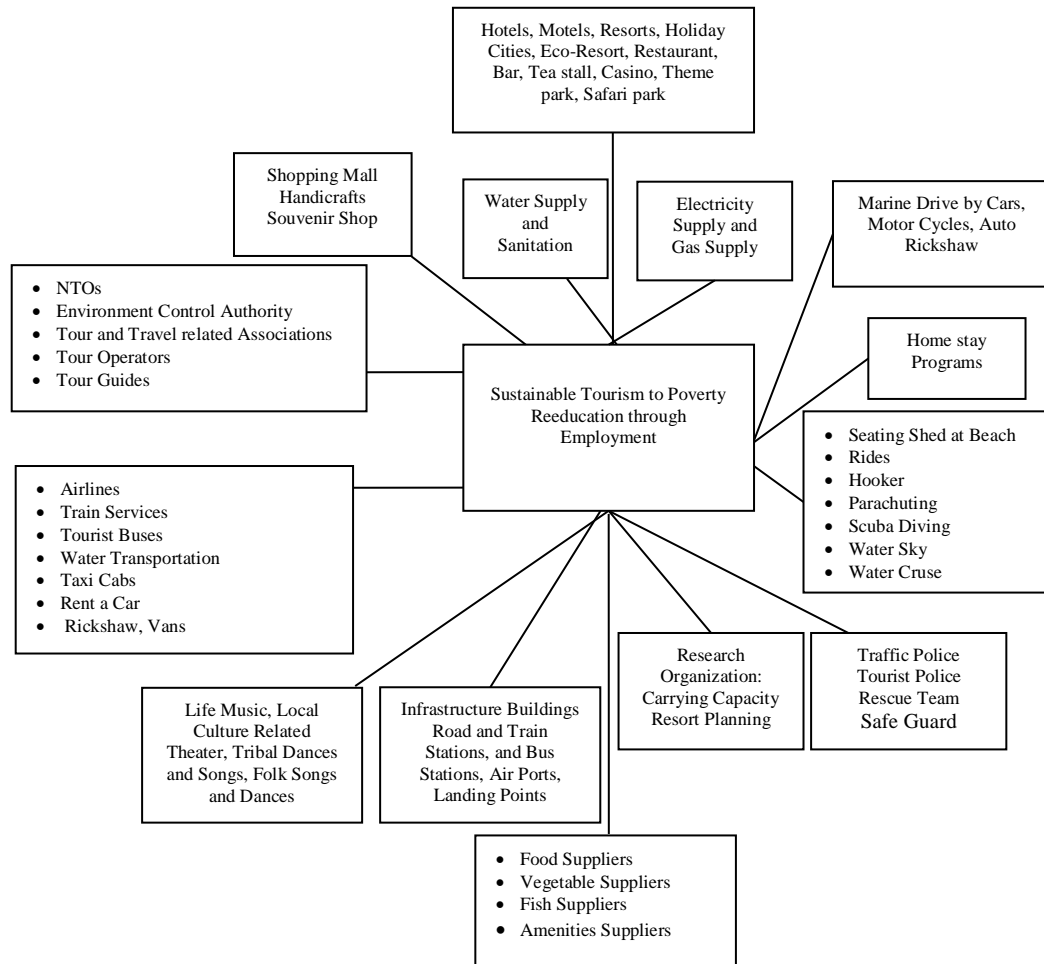 Hotels, Motels, Resorts, Holiday
Cities, Eco-Resort, Restaurant,
Bar, Tea stall, Casino, Theme
park, Safari park
Shopping Mall
Handicrafts
Souvenir Shop
Water Supply
and
Sanitation
Electricity
Supply and
Gas Supply
Marine Drive by Cars,
Motor Cycles, Auto
Rickshaw
• NTOs
• Environment Control Authority
• Tour and Travel related Associations
• Tour Operators
• Tour Guides
Home stay
Programs
Sustainable Tourism to Poverty
Reeducation through
Employment
• Seating Shed at Beach
• Rides
• Hooker
• Parachuting
• Scuba Diving
• Water Sky
• Water Cruse
• Airlines
• Train Services
• Tourist Buses
• Water Transportation
• Taxi Cabs
• Rent a Car
• Rickshaw, Vans
Life Music, Local
Culture Related
Theater, Tribal Dances
and Songs, Folk Songs
and Dances
Infrastructure Buildings
Road and Train
Stations, and Bus
Stations, Air Ports,
Landing Points
Research
Organization:
Carrying Capacity
Resort Planning
Traffic Police
Tourist Police
Rescue Team
Safe Guard
• Food Suppliers
• Vegetable Suppliers
• Fish Suppliers
• Amenities Suppliers